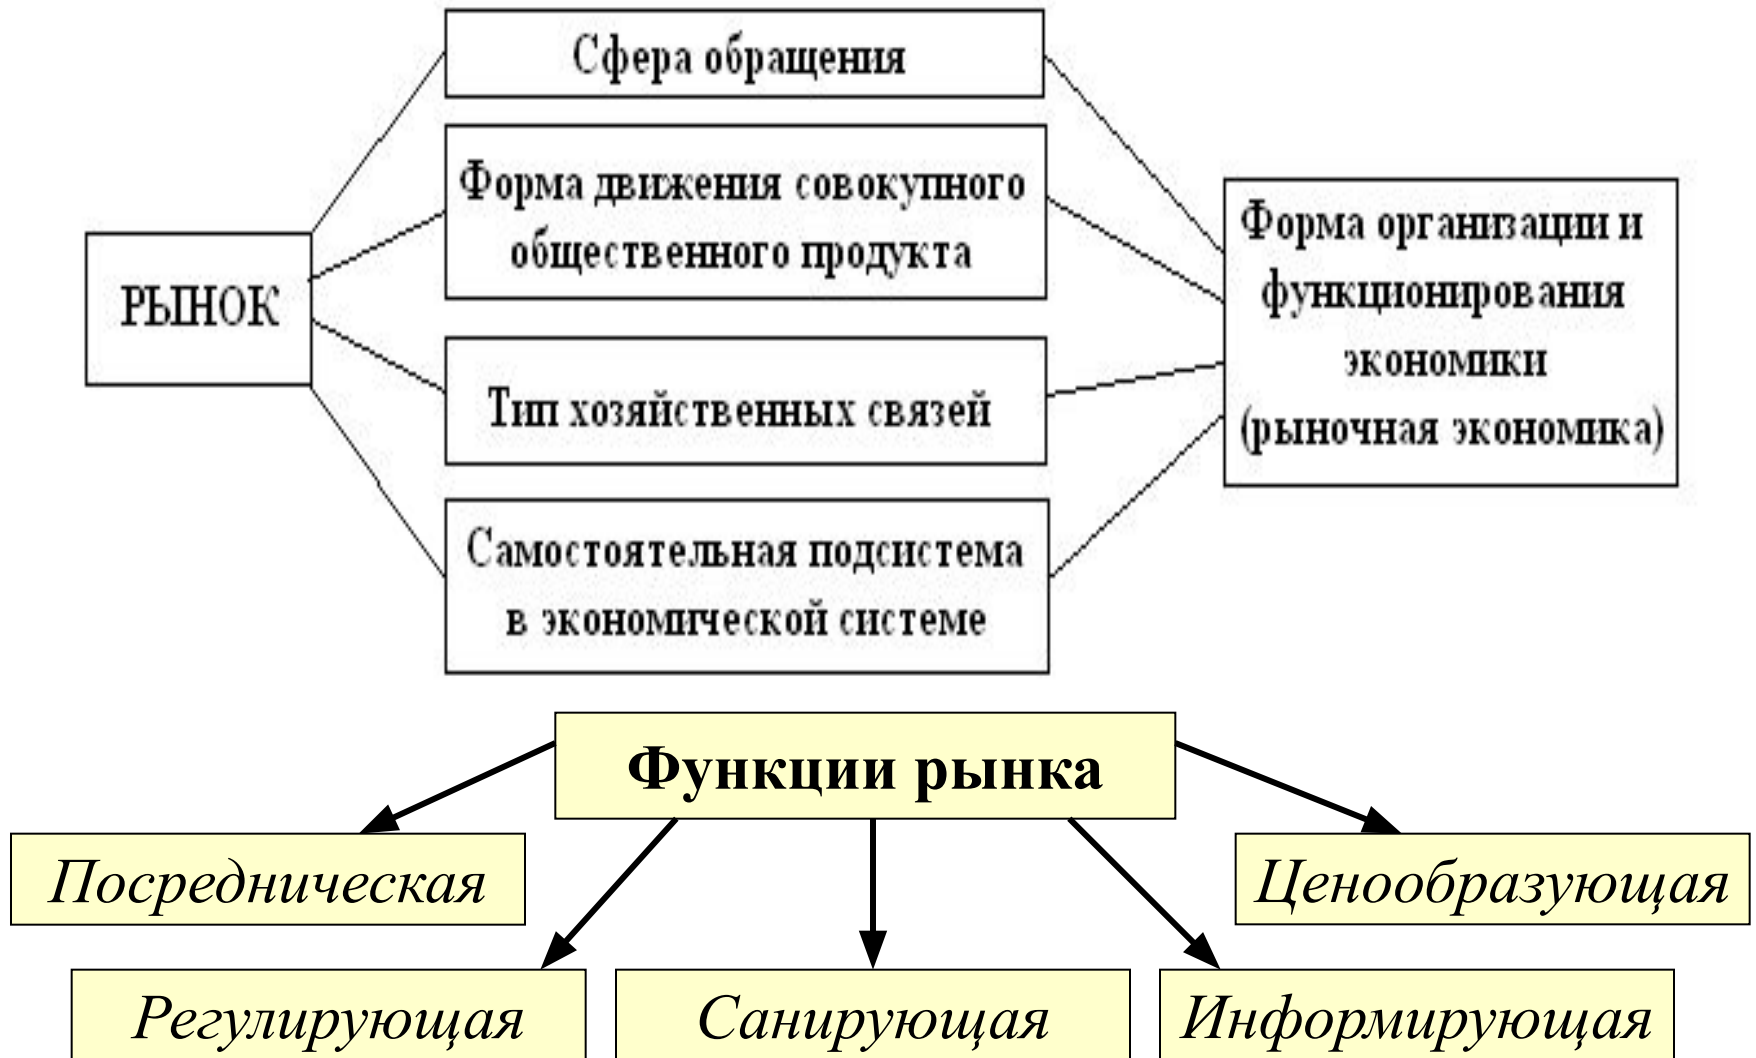 Сфера обращения
Форма движения совокупного
общественного продукта
РЫНОК
Тип хозяйственных связей
Самостоятельная подсистема
в экономической системе
Форма организации и
функционирования
экономики
(рыночная экономика)
Функции рынка
Посредническая
Ценообразующая
Регулирующая
Санирующая
Информирующая